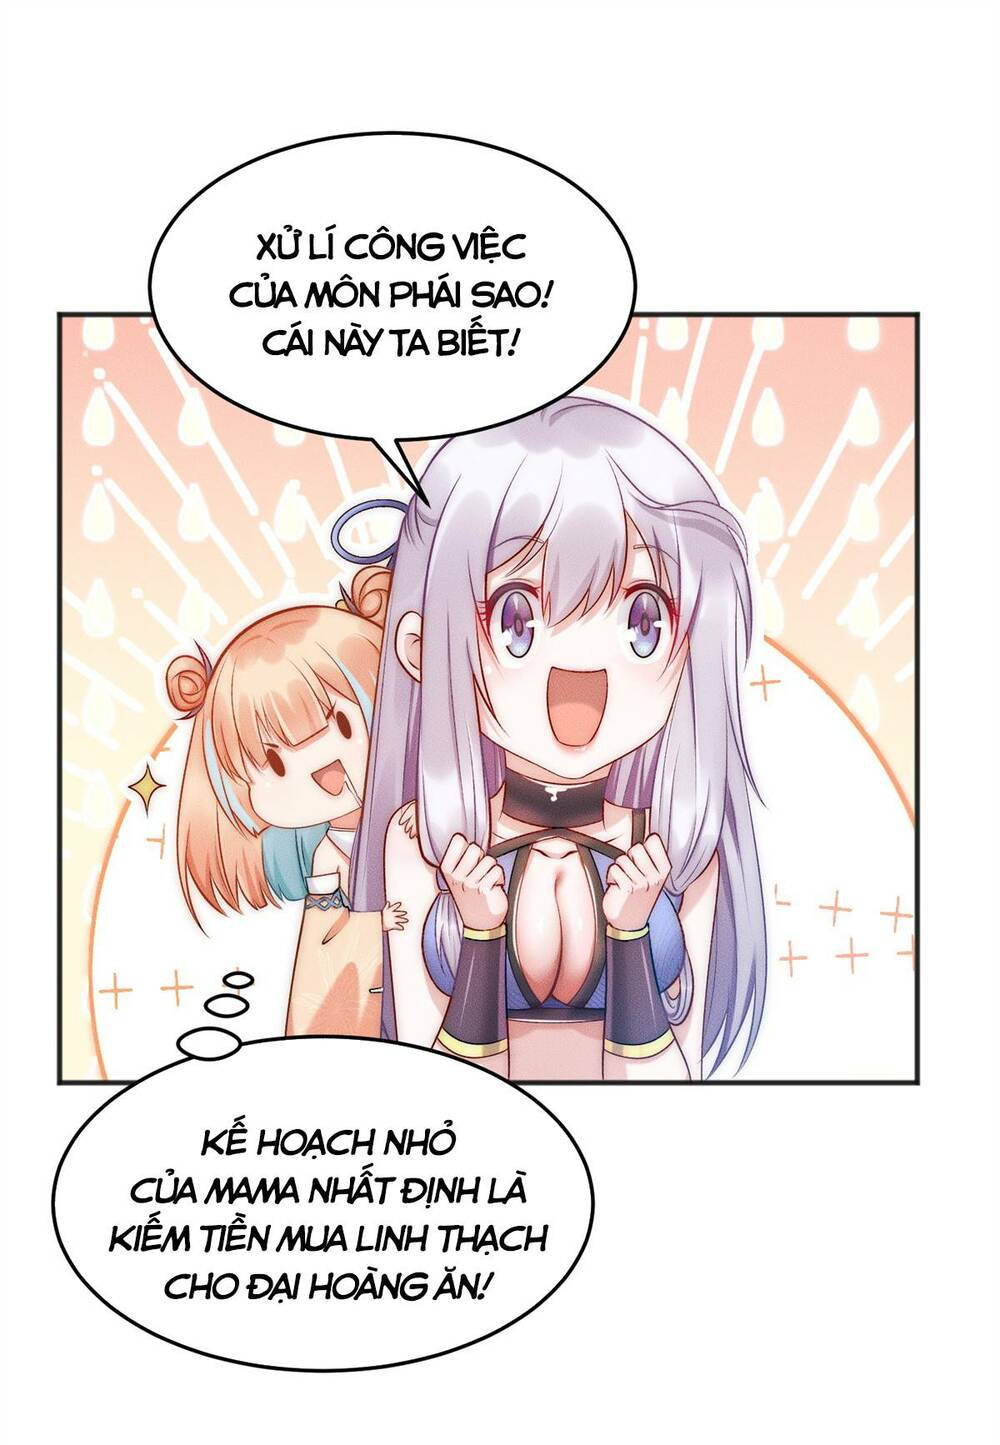 XỬ LÍ CÔNG VIỆC
CỦA MÔN PHÁI SAO!
CÁI NÀY TA BIẾT!
KẾ HOẠCH NHỎ
CỦA MAMA NHẤT ĐỊNH LÀ
KIẾM TIỀN MUA LINH THẠCH
CHO ĐẠI HOÀNG ĂN!